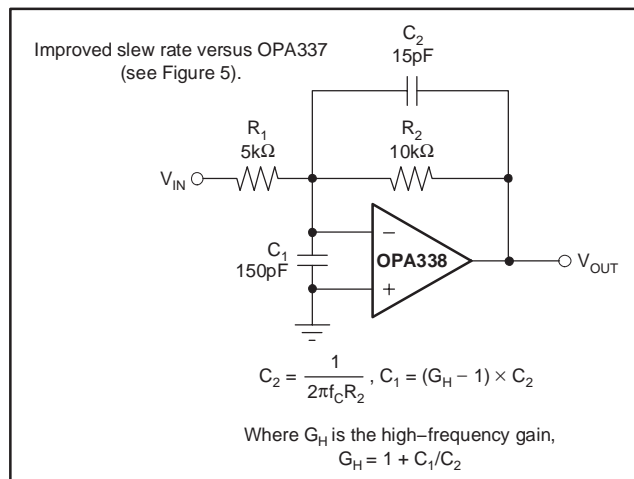 Improved slew rate versus OPA337
(see Figure 5).
C2
15pF
R1
5kΩ
R2
10kΩ
VIN
C1
150pF
−
OPA338
+
VOUT
C2 = 1 / 2πfCR2 , C1 = (GH − 1) × C2
Where GH is the high−frequency gain,
GH = 1 + C1/C2